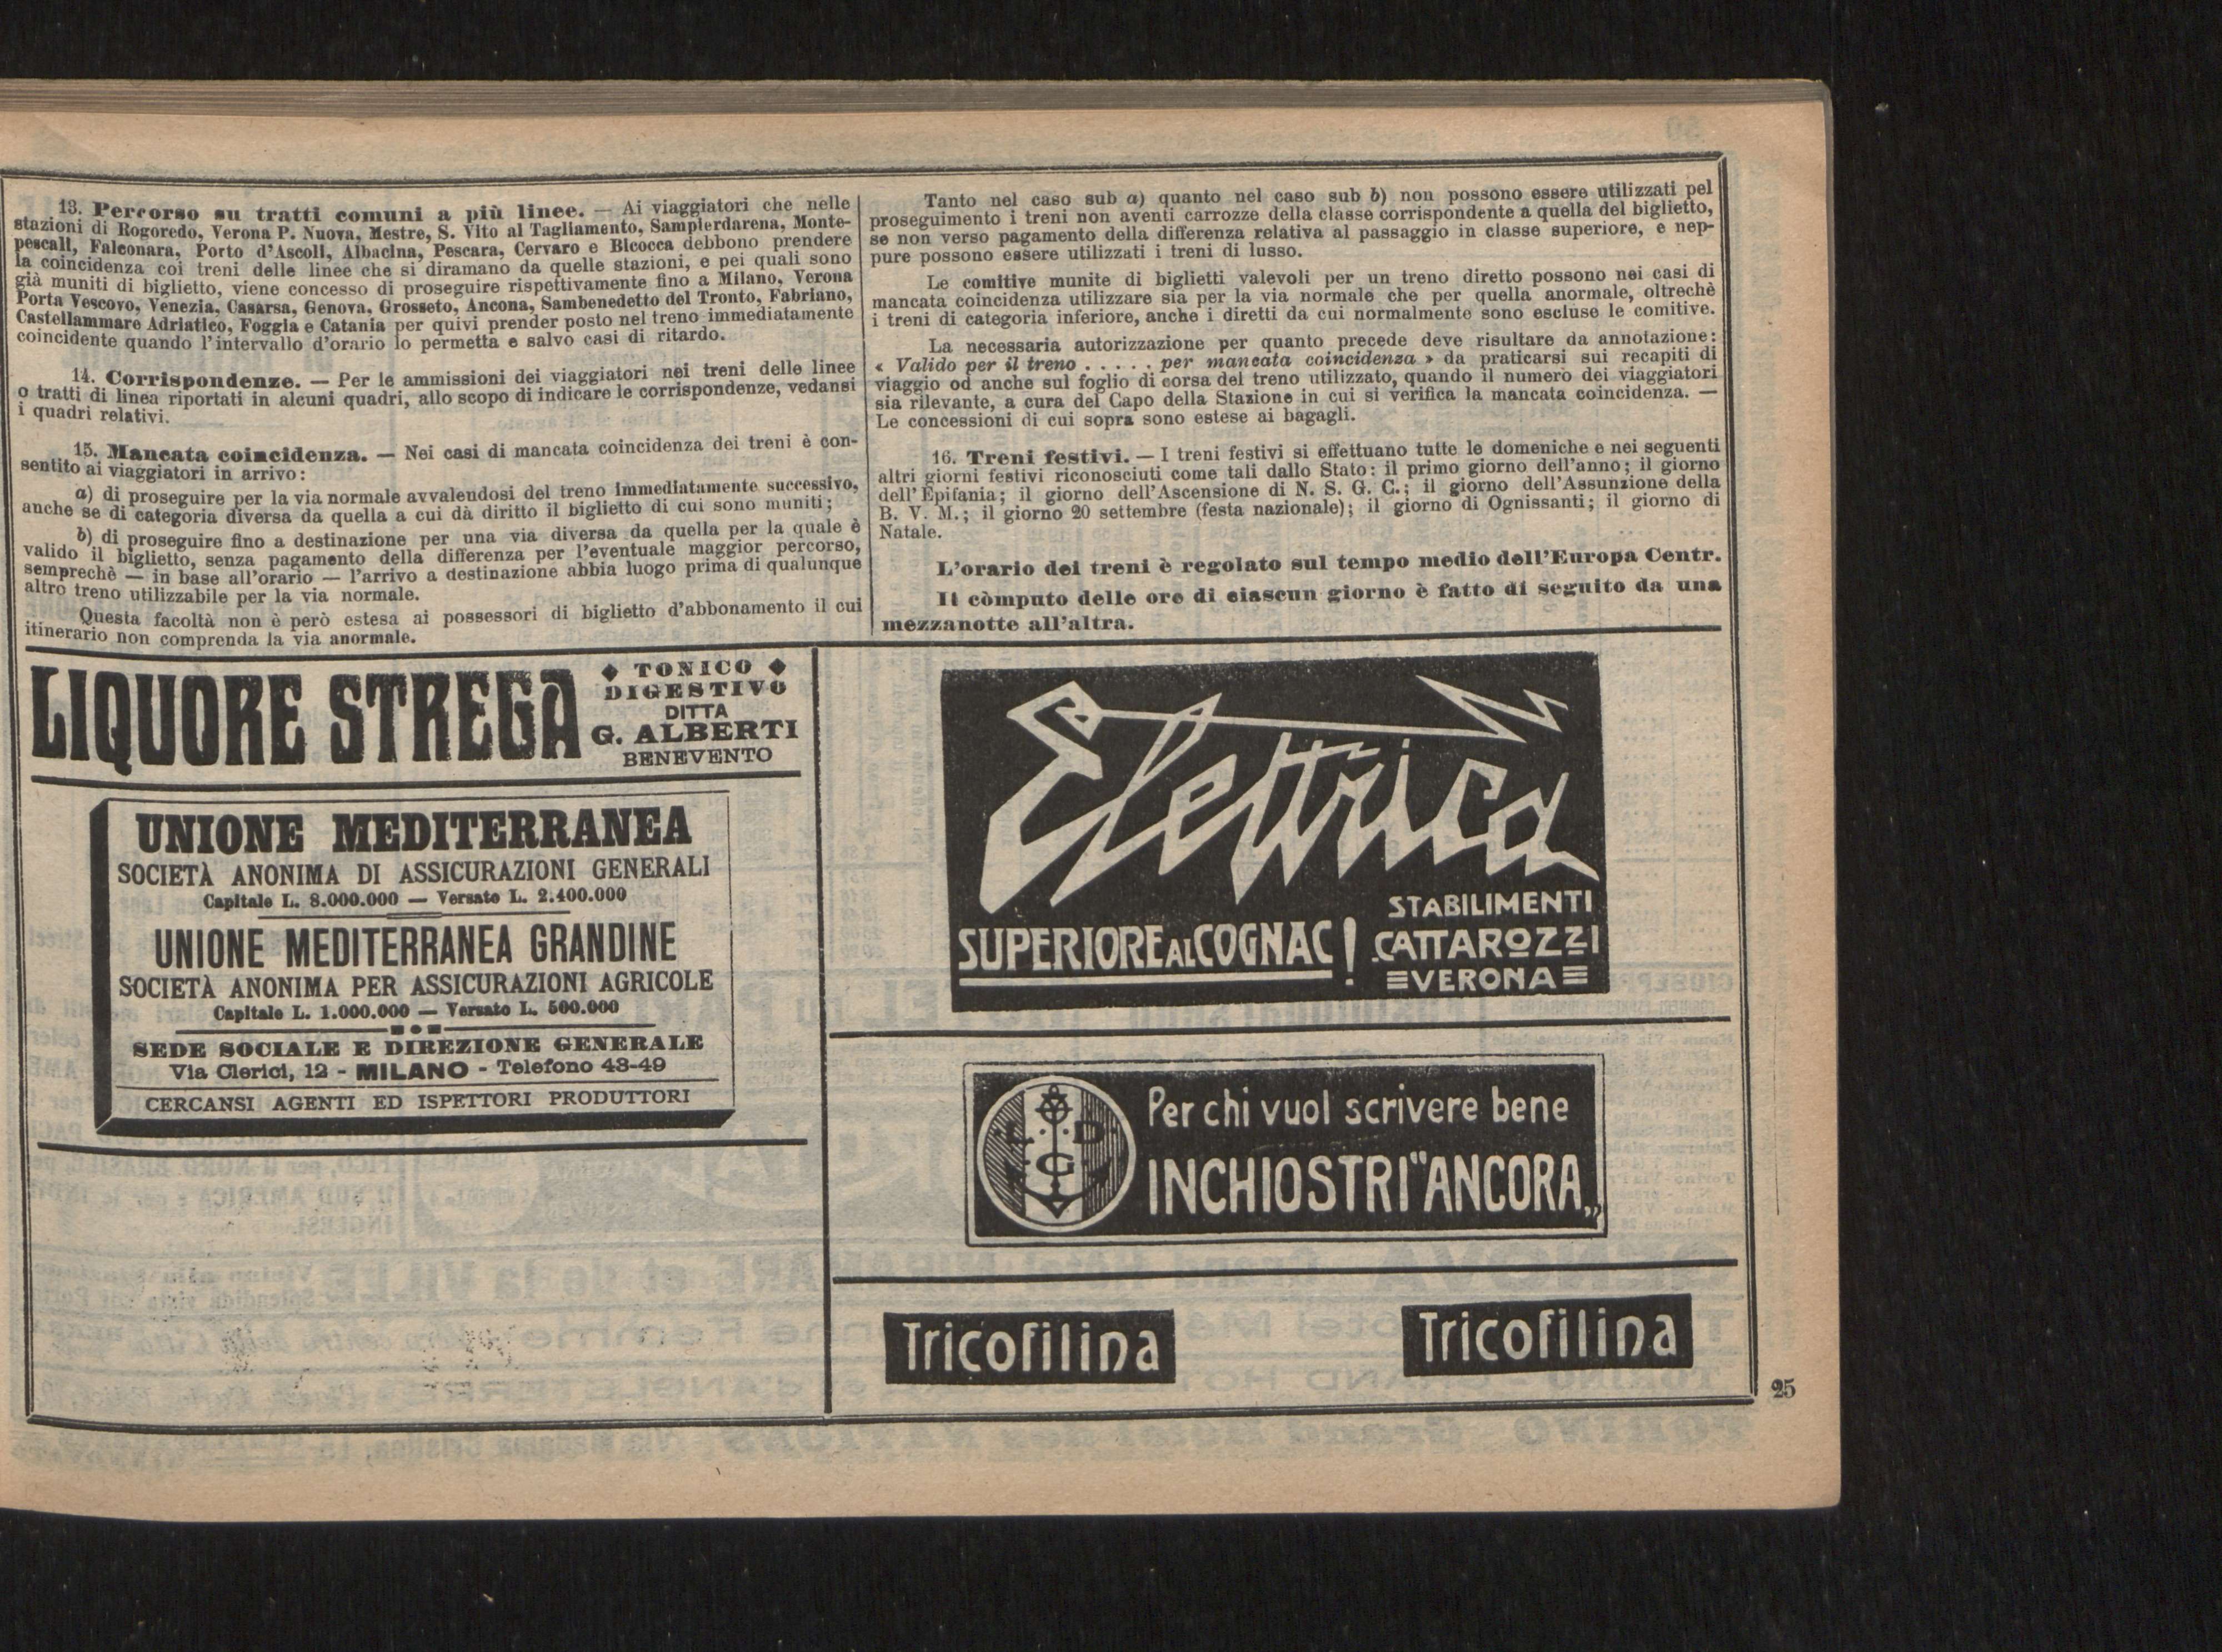 13. Percorso su tratti comuni a più linee. — Ai viaggiatori che nelle
stazioni di Rogoredo, Verona P. Nuova, Mestre, S. Vito al Tagliamento, Sampierdarena, Monte-
pescali, Falconara, Porto d'Ascoli, Albacina, Pescara, Cervaro e Bicocca debbono prendere
la coincidenza coi treni delle linee che si diramano da quelle stazioni, e pei quali sono
già muniti di biglietto, viene concesso di proseguire rispettivamente fino a Milano, Verona
Porta Vescovo, Venezia, Casarsa, Genova, Grosseto, Ancona, Sambenedetto del Tronto, Fabriano,
Castellammare Adriatico, Foggia e Catania per quivi prender posto nel treno immediatamente
coincidente quando l'intervallo d'orario lo permetta e salvo casi di ritardo.
14. Corrispondenze. — Per le ammissioni dei viaggiatori nei treni delle linee
o tratti di linea riportati in alcuni quadri, allo scopo di indicare le corrispondenze, vedansi
i quadri relativi.
15. Mancata coincidenza. — Nei casi di mancata coincidenza dei treni è con-
sentito ai viaggiatori in arrivo:
a) di proseguire per la via normale avvalendosi del treno immediatamente successivo,
anche se di categoria diversa da quella a cui dà diritto il biglietto di cui sono muniti;
b) di proseguire fino a destinazione per una via diversa da quella per la quale è
valido il biglietto, senza pagamento della differenza per l'eventuale maggior percorso,
semprechè — in base all'orario — l'arrivo a destinazione abbia luogo prima di qualunque
altro treno utilizzabile per la via normale.
Questa facoltà non è però estesa ai possessori di biglietto d'abbonamento il cui
itinerario non comprenda la via anormale.
Tanto nel caso sub a) quanto nel caso sub b) non possono essere utilizzati pel
proseguimento i treni non aventi carrozze della classe corrispondente a quella del biglietto,
se non verso pagamento della differenza relativa al passaggio in classe superiore, e nep-
pure possono essere utilizzati i treni di lusso.
Le comitive munite di biglietti valevoli per un treno diretto possono nei casi di
mancata coincidenza utilizzare sia per la via normale che per quella anormale, oltrechè
i treni di categoria inferiore, anche i diretti da cui normalmente sono escluse le comitive.
La necessaria autorizzazione per quanto precede deve risultare da annotazione:
« Valido per il treno . . . . . per mancata coincidenza » da praticarsi sui recapiti di
viaggio od anche sul foglio di corsa del treno utilizzato, quando il numero dei viaggiatori
sia rilevante, a cura del Capo della Stazione in cui si verifica la mancata coincidenza. —
Le concessioni di cui sopra sono estese ai bagagli.
16. Treni festivi. — I treni festivi si effettuano tutte le domeniche e nei seguenti
altri giorni festivi riconosciuti come tali dallo Stato: il primo giorno dell'anno; il giorno
dell'Epifania; il giorno dell'Ascensione di N. S. G. C.; il giorno dell'Assunzione della
B. V. M.; il giorno 20 settembre (festa nazionale); il giorno di Ognissanti; il giorno di
Natale.
L'orario dei treni è regolato sul tempo medio dell'Europa Centr.
Il còmputo delle ore di ciascun giorno è fatto di seguito da una
mezzanotte all'altra.
LIQUORE STREGA
◆ TONICO ◆
DIGESTIVO
DITTA
G. ALBERTI
BENEVENTO
UNIONE MEDITERRANEA
SOCIETÀ ANONIMA DI ASSICURAZIONI GENERALI
Capitale L. 8.000.000 — Versato L. 2.400.000
UNIONE MEDITERRANEA GRANDINE
SOCIETÀ ANONIMA PER ASSICURAZIONI AGRICOLE
Capitale L. 1.000.000 — Versato L. 500.000
SEDE SOCIALE E DIREZIONE GENERALE
Via Clerici, 12 - MILANO - Telefono 43-49
CERCANSI AGENTI ED ISPETTORI PRODUTTORI
Elettrica
SUPERIORE AL COGNAC!
STABILIMENTI
CATTAROZZI
VERONA
L D
G
Per chi vuol scrivere bene
INCHIOSTRI "ANCORA„
Tricofilina
Tricofilina
25